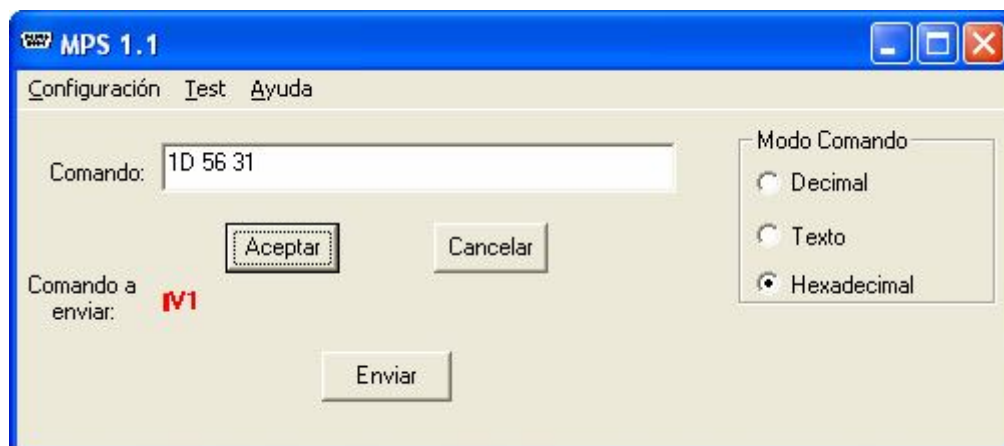 MPS 1.1
Configuración Test Ayuda
Comando: 1D 56 31
Modo Comando
Decimal
Texto
Hexadecimal
Aceptar Cancelar
Comando a
enviar:
V1
Enviar